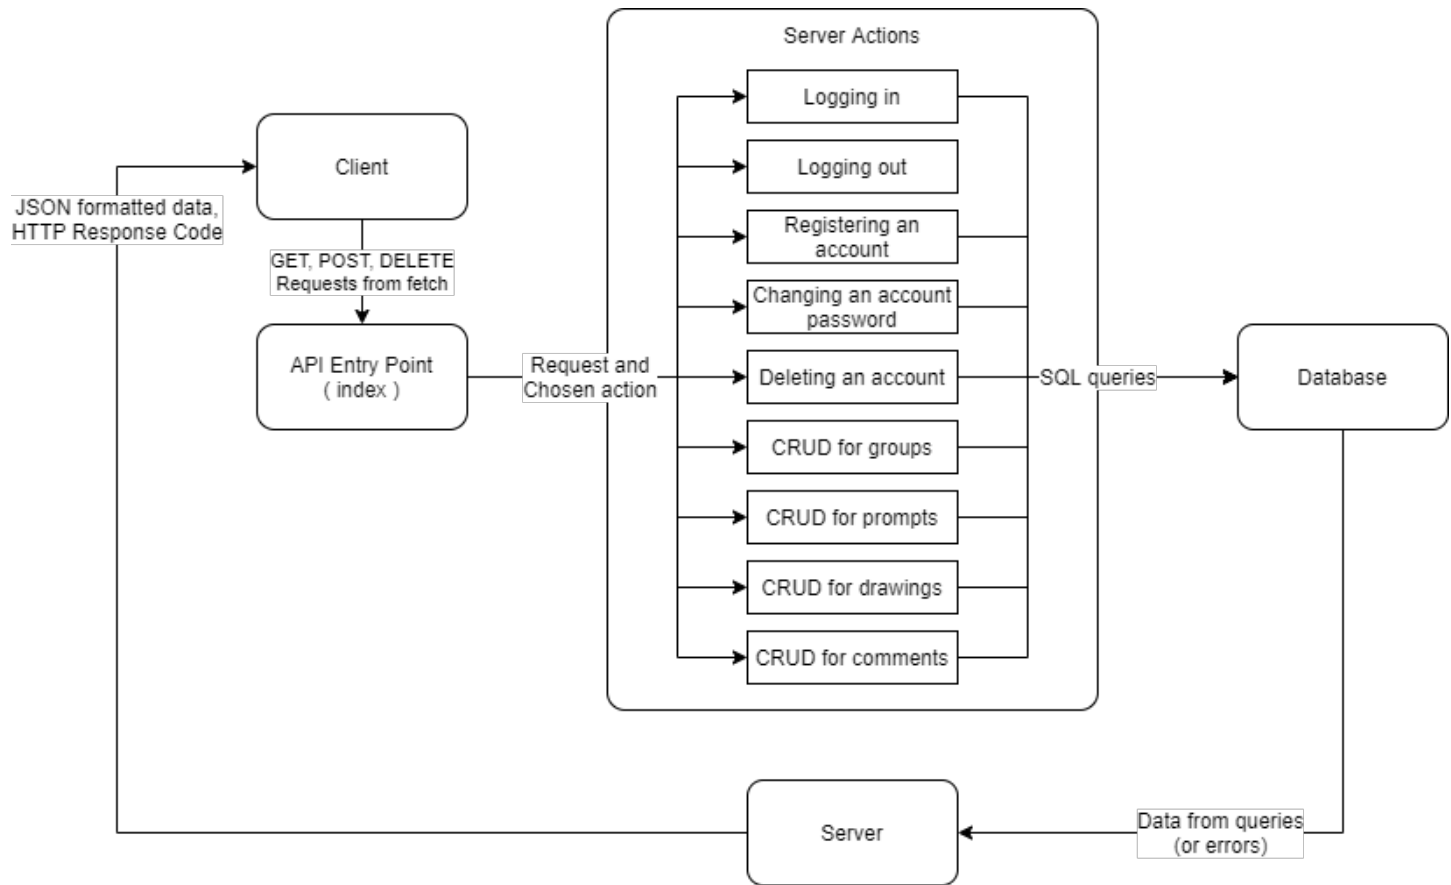 Server Actions
Logging in
Client
Logging out
JSON formatted data,
HTTP Response Code
Registering an
account
GET, POST, DELETE
Requests from fetch
Changing an account
password
API Entry Point
( index )
Request and
Chosen action
Deleting an account
SQL queries
Database
CRUD for groups
CRUD for prompts
CRUD for drawings
CRUD for comments
Server
Data from queries
(or errors)